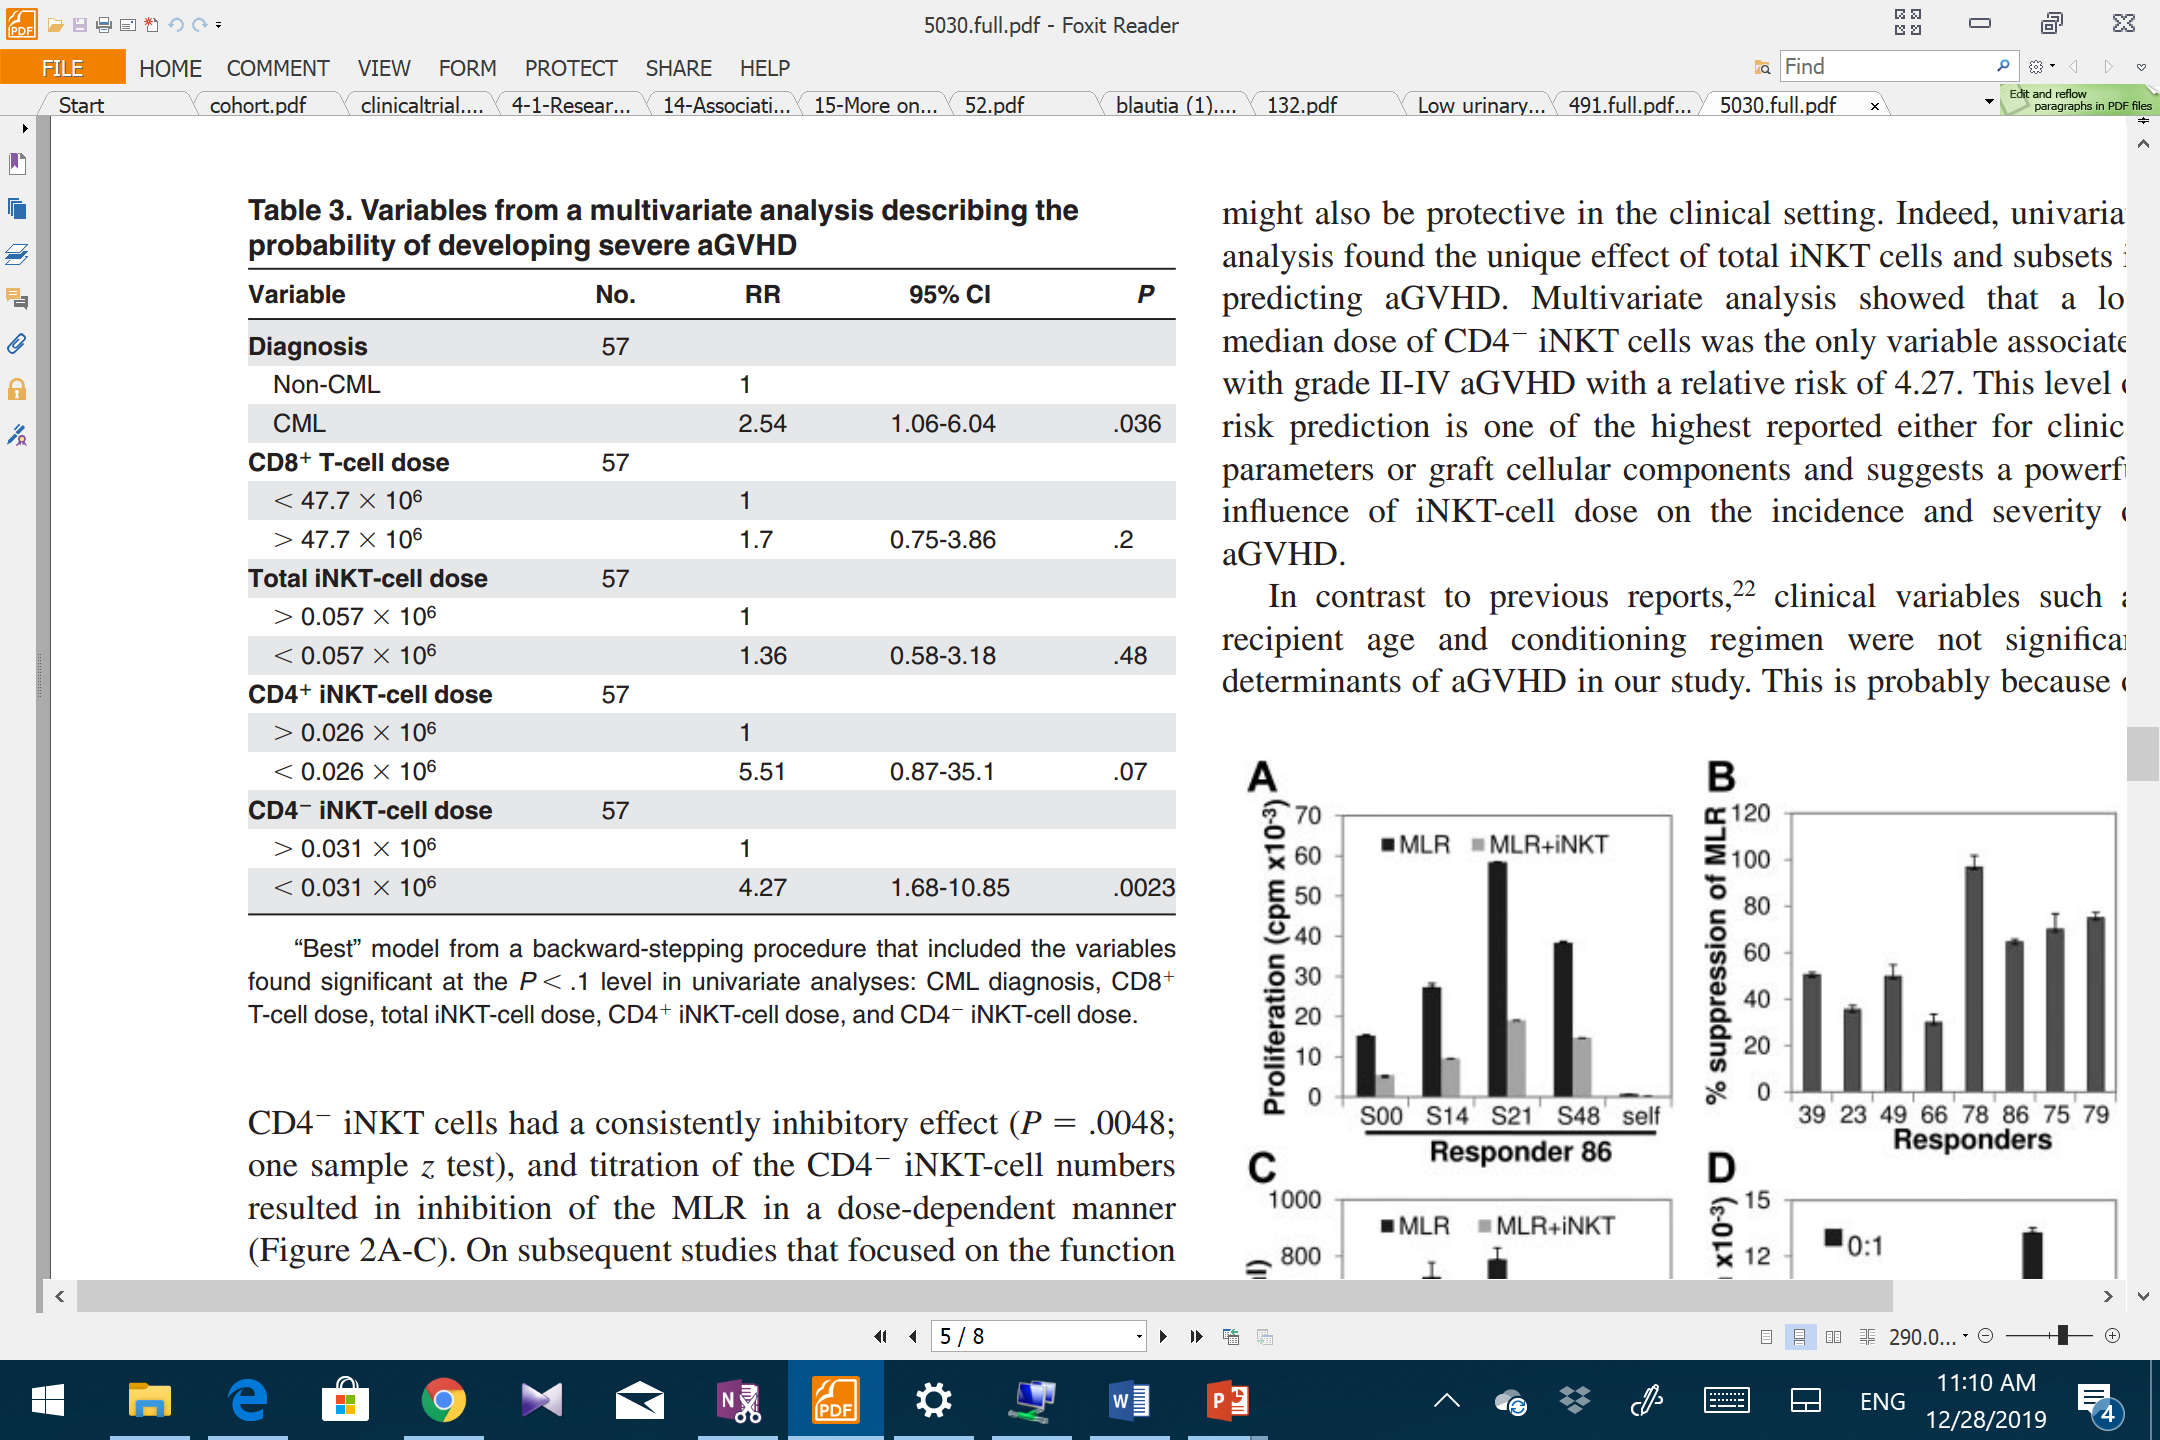 5030.full.pdf - Foxit Reader
FILE HOME COMMENT VIEW FORM PROTECT SHARE HELP
Find
Start cohort.pdf clinicaltrial.... 4-1-Resear... 14-Associati... 15-More on... 52.pdf blautia (1).... 132.pdf Low urinary... 491.full.pdf... 5030.full.pdf
Edit and reflow
paragraphs in PDF files
Table 3. Variables from a multivariate analysis describing the
probability of developing severe aGVHD
Variable No. RR 95% CI P
Diagnosis 57
Non-CML 1
CML 2.54 1.06-6.04 .036
CD8+ T-cell dose 57
< 47.7 × 10⁶ 1
> 47.7 × 10⁶ 1.7 0.75-3.86 .2
Total iNKT-cell dose 57
> 0.057 × 10⁶ 1
< 0.057 × 10⁶ 1.36 0.58-3.18 .48
CD4+ iNKT-cell dose 57
> 0.026 × 10⁶ 1
< 0.026 × 10⁶ 5.51 0.87-35.1 .07
CD4− iNKT-cell dose 57
> 0.031 × 10⁶ 1
< 0.031 × 10⁶ 4.27 1.68-10.85 .0023
“Best” model from a backward-stepping procedure that included the variables
found significant at the P < .1 level in univariate analyses: CML diagnosis, CD8+
T-cell dose, total iNKT-cell dose, CD4+ iNKT-cell dose, and CD4− iNKT-cell dose.
CD4− iNKT cells had a consistently inhibitory effect (P = .0048;
one sample z test), and titration of the CD4− iNKT-cell numbers
resulted in inhibition of the MLR in a dose-dependent manner
(Figure 2A-C). On subsequent studies that focused on the function
might also be protective in the clinical setting. Indeed,
analysis found the unique effect of total iNKT cells and subsets
predicting aGVHD. Multivariate analysis showed that a
median dose of CD4− iNKT cells was the only variable
with grade II-IV aGVHD with a relative risk of 4.27. This level
risk prediction is one of the highest reported either for
parameters or graft cellular components and suggests a
influence of iNKT-cell dose on the incidence and severity
aGVHD.
In contrast to previous reports,22 clinical variables such
recipient age and conditioning regimen were not
determinants of aGVHD in our study. This is probably because
A
Proliferation (cpm x10-3)
70
60
50
40
30
20
10
0
MLR MLR+iNKT
S00 S14 S21 S48 self
Responder 86
B
% suppression of MLR
120
100
80
60
40
20
0
39 23 49 66 78 86 75 79
Responders
C
1000
800
MLR MLR+iNKT
D
x10-3)
15
12
0:1
5 / 8
290.0...
ENG
11:10 AM
12/28/2019
4